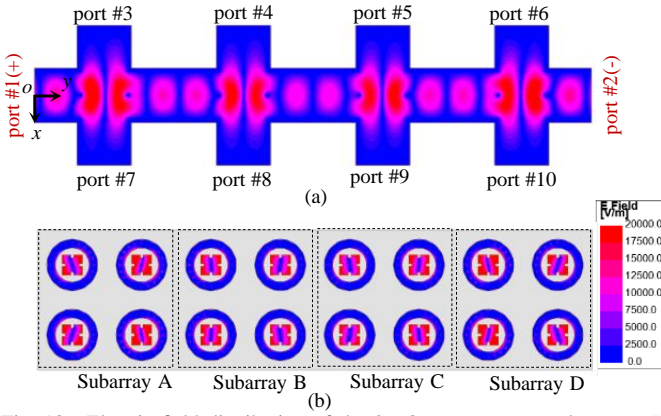 port #3 port #4 port #5 port #6
port #1(+)
o y
x
port #2(-)
port #7 port #8 port #9 port #10
(a)
E Field
[V/m]
20000.0
17500.0
15000.0
12500.0
10000.0
7500.0
5000.0
2500.0
0.0
Subarray A Subarray B Subarray C Subarray D
(b)